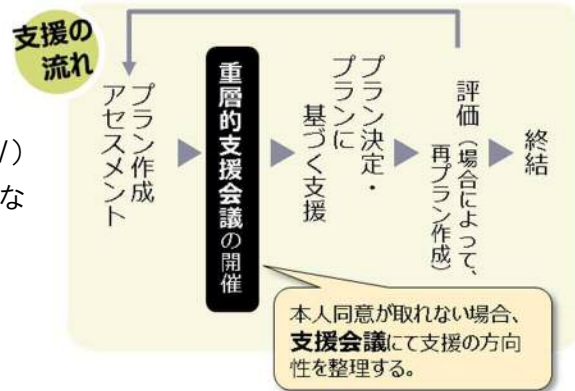 支援の
流れ
プラン作成
アセスメント
重層的支援会議の開催
プラン決定・
プランに
基づく支援
評価（場合によって、
再プラン作成）
終結
本人同意が取れない場合、
支援会議にて支援の方向
性を整理する。
）
な